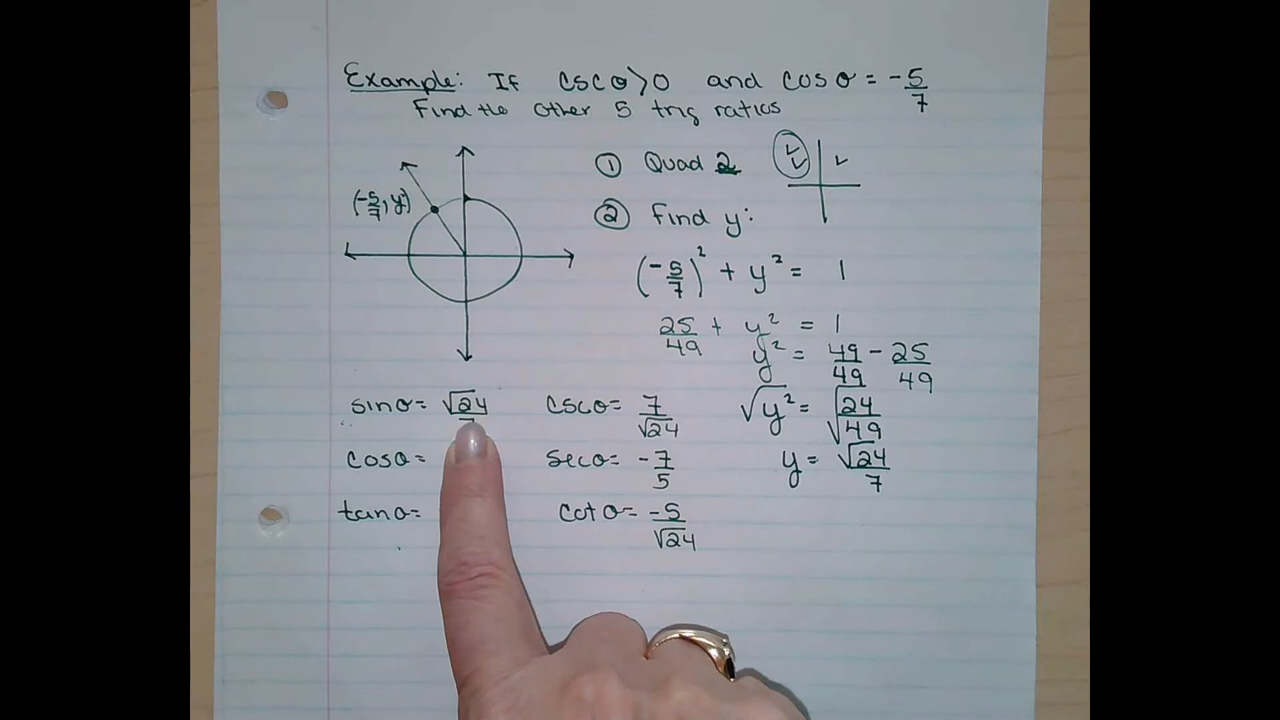 Example: If csc θ > 0 and cos θ = -5/7
Find the other 5 trig ratios
① Quad 2
(-5/7, y)
② Find y:
(-5/7)² + y² = 1
25/49 + y² = 1
y² = 49/49 - 25/49
√y² = √24/√49
y = √24/7
sin θ = √24/7
csc θ = 7/√24
cos θ =
sec θ = -7/5
tan θ =
cot θ = -5/√24